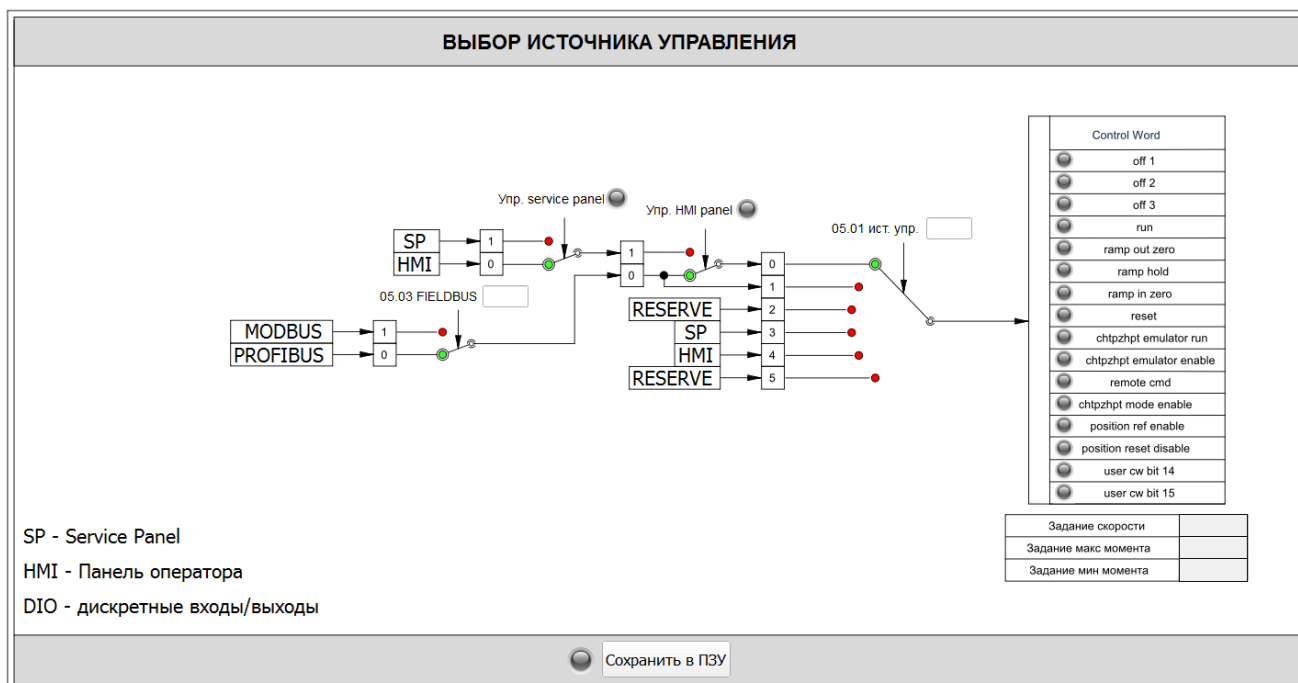 ВЫБОР ИСТОЧНИКА УПРАВЛЕНИЯ
Control Word
off 1
off 2
off 3
run
ramp out zero
ramp hold
ramp in zero
reset
chtpzhpt emulator run
chtpzhpt emulator enable
remote cmd
chtpzhpt mode enable
position ref enable
position reset disable
user cw bit 14
user cw bit 15
Упр. service panel
Упр. HMI panel
05.01 ист. упр.
SP 1
HMI 0
1
0
05.03 FIELDBUS
MODBUS 1
PROFIBUS 0
0
1
RESERVE 2
SP 3
HMI 4
RESERVE 5
Задание скорости
Задание макс момента
Задание мин момента
SP - Service Panel
HMI - Панель оператора
DIO - дискретные входы/выходы
Сохранить в ПЗУ